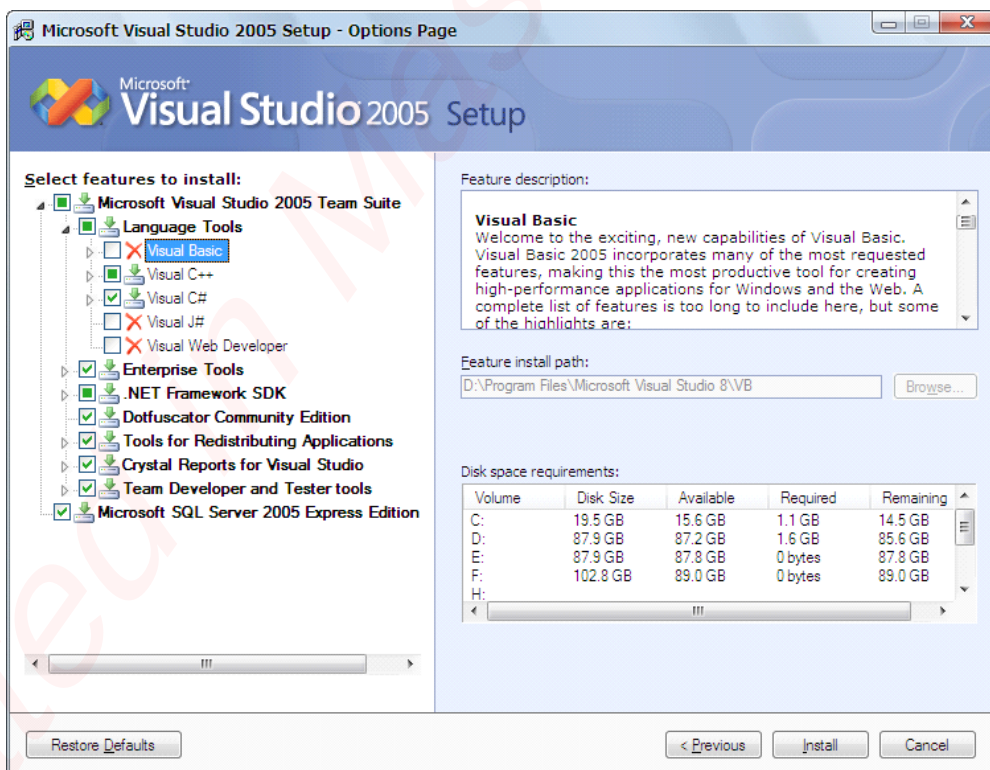 Microsoft Visual Studio 2005 Setup - Options Page
Microsoft
Visual Studio 2005 Setup
Select features to install:
Microsoft Visual Studio 2005 Team Suite
Language Tools
Visual Basic
Visual C++
Visual C#
Visual J#
Visual Web Developer
Enterprise Tools
.NET Framework SDK
Dotfuscator Community Edition
Tools for Redistributing Applications
Crystal Reports for Visual Studio
Team Developer and Tester tools
Microsoft SQL Server 2005 Express Edition
Feature description:
Visual Basic
Welcome to the exciting, new capabilities of Visual Basic.
Visual Basic 2005 incorporates many of the most requested
features, making this the most productive tool for creating
high-performance applications for Windows and the Web. A
complete list of features is too long to include here, but some
of the highlights are:
Feature install path:
D:\Program Files\Microsoft Visual Studio 8\VB
Browse...
Disk space requirements:
Volume Disk Size Available Required Remaining
C: 19.5 GB 15.6 GB 1.1 GB 14.5 GB
D: 87.9 GB 87.2 GB 1.6 GB 85.6 GB
E: 87.9 GB 87.8 GB 0 bytes 87.8 GB
F: 102.8 GB 89.0 GB 0 bytes 89.0 GB
H:
Restore Defaults
< Previous
Install
Cancel